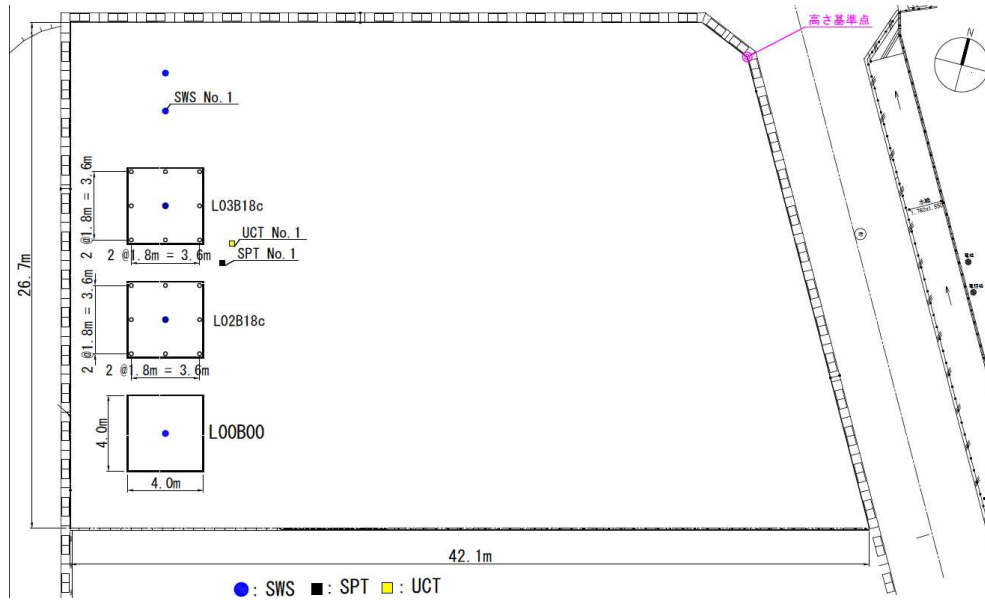 高さ基準点
N
SWS No.1
2 @1.8m = 3.6m
L03B18c
UCT No.1
2 @1.8m = 3.6m
SPT No.1
26.7m
2 @1.8m = 3.6m
L02B18c
2 @1.8m = 3.6m
4.0m
L00B00
4.0m
42.1m
●: SWS ■: SPT □: UCT